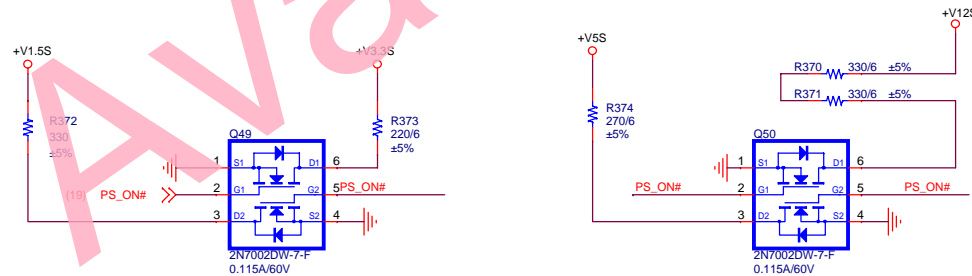 Ava
+V1.5S
+V3.3S
R372
330
±5%
R373
220/6
±5%
Q49
1
S1
D1
6
(19)
PS_ON#
2
G1
G2
5
PS_ON#
3
D2
S2
4
2N7002DW-7-F
0.115A/60V
+V5S
+V12S
R370
330/6
±5%
R371
330/6
±5%
R374
270/6
±5%
Q50
1
S1
D1
6
PS_ON#
2
G1
G2
5
PS_ON#
3
D2
S2
4
2N7002DW-7-F
0.115A/60V